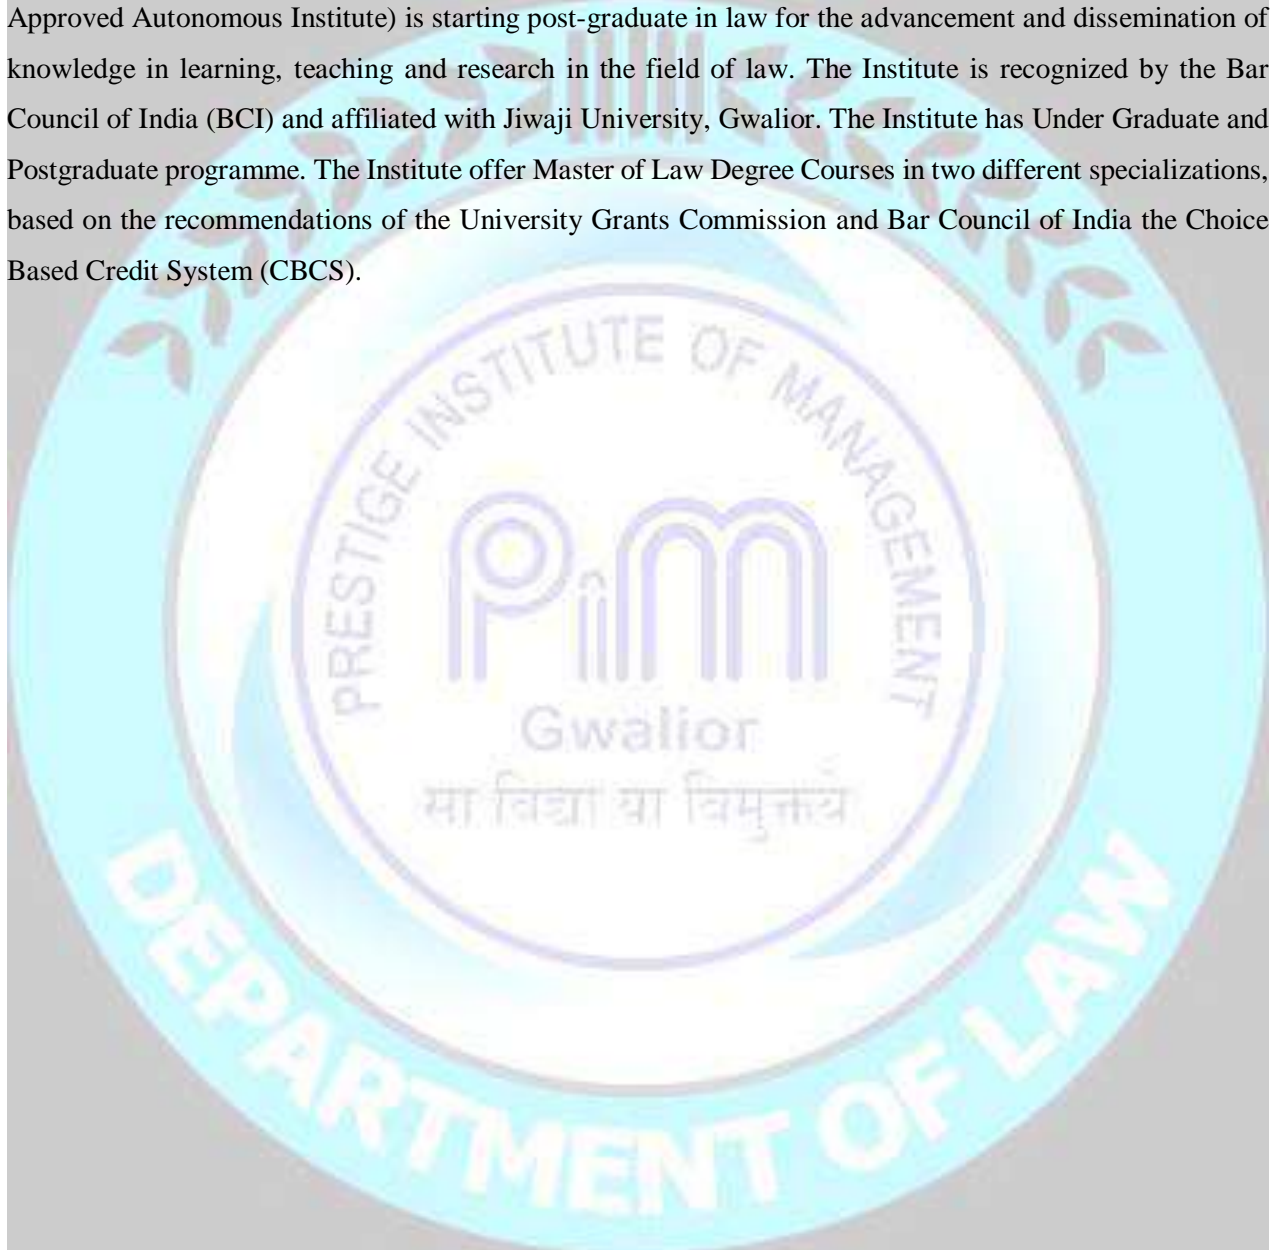 Approved Autonomous Institute) is starting post-graduate in law for the advancement and dissemination of
knowledge in learning, teaching and research in the field of law. The Institute is recognized by the Bar
Council of India (BCI) and affiliated with Jiwaji University, Gwalior. The Institute has Under Graduate and
Postgraduate programme. The Institute offer Master of Law Degree Courses in two different specializations,
based on the recommendations of the University Grants Commission and Bar Council of India the Choice
Based Credit System (CBCS).
PRESTIGE INSTITUTE OF MANAGEMENT
PiM
Gwalior
सा विद्या या विमुक्तये
DEPARTMENT OF LAW